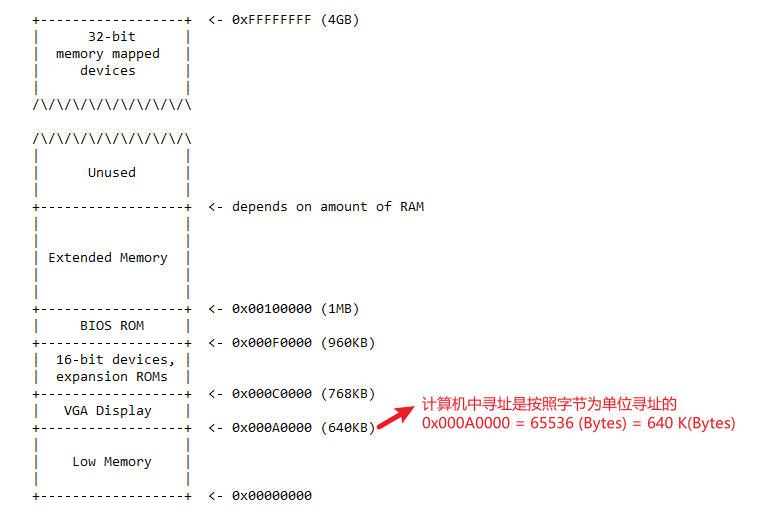 +------------------+  <- 0xFFFFFFFF (4GB)
|      32-bit      |
|  memory mapped   |
|     devices      |
|                  |
/\/\/\/\/\/\/\/\/\/\
/\/\/\/\/\/\/\/\/\/\
|                  |
|      Unused      |
|                  |
+------------------+  <- depends on amount of RAM
|                  |
|                  |
| Extended Memory  |
|                  |
|                  |
+------------------+  <- 0x00100000 (1MB)
|     BIOS ROM     |
+------------------+  <- 0x000F0000 (960KB)
|  16-bit devices, |
|  expansion ROMs  |
+------------------+  <- 0x000C0000 (768KB)
|   VGA Display    |
+------------------+  <- 0x000A0000 (640KB)
计算机中寻址是按照字节为单位寻址的
0x000A0000 = 65536 (Bytes) = 640 K(Bytes)
|                  |
|    Low Memory    |
|                  |
+------------------+  <- 0x00000000